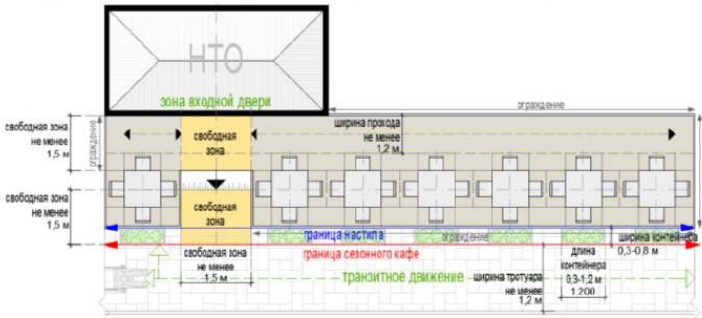 НТО
зона входной двери
ограждение
свободная зона
не менее
1,5 м
ограждение
свободная
зона
ширина прохода
не менее
1,2 м
свободная зона
не менее
1,5 м
свободная
зона
граница настила
ограждение
ширина контейнера
0,3-0,8 м
свободная зона
не менее
1,5 м
граница сезонного кафе
транзитное движение
ширина тротуара
не менее
1,2 м
длина
контейнера
0,3-1,2 м
1.200